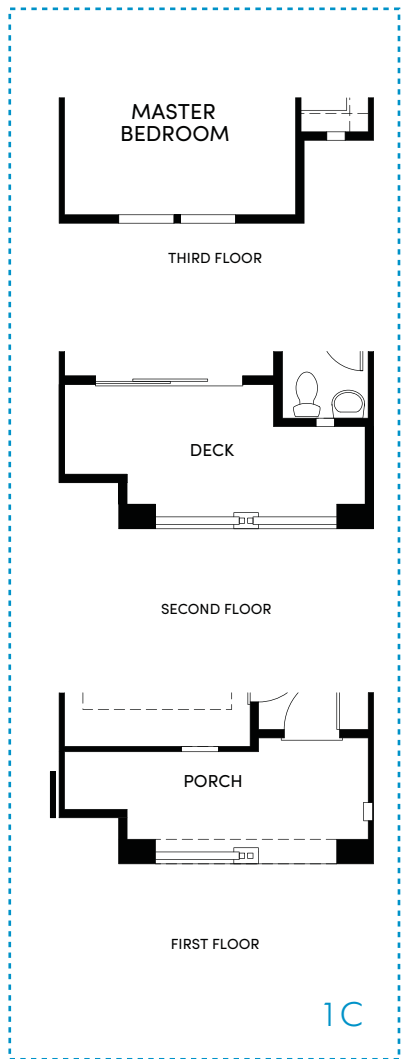 MASTER
BEDROOM
THIRD FLOOR
DECK
SECOND FLOOR
PORCH
FIRST FLOOR
1C